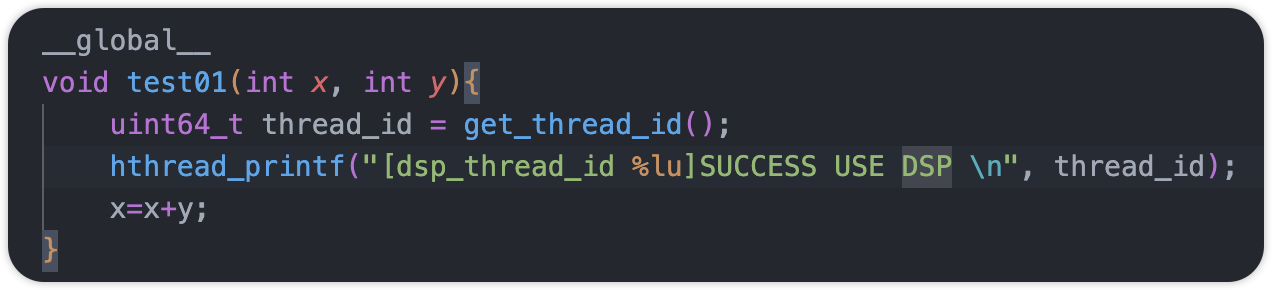 __global__
void test01(int x, int y){
    uint64_t thread_id = get_thread_id();
    hthread_printf("[dsp_thread_id %lu]SUCCESS USE DSP \n", thread_id);
    x=x+y;
}